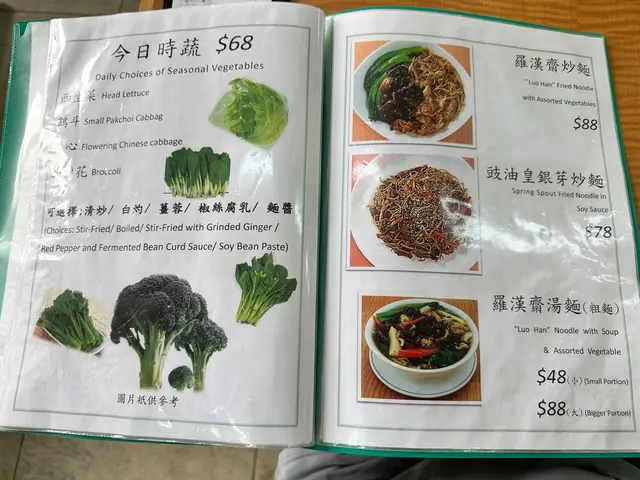 今日時蔬 $68
Daily Choices of Seasonal Vegetables
西生菜 Head Lettuce
鶴斗 Small Pakchoi Cabbag
心 Flowering Chinese cabbage
花 Broccoli
可選擇:清炒/ 白灼/ 薑蓉/ 椒絲腐乳/ 麵醬
(Choices: Stir-Fried/ Boiled/ Stir-Fried with Grinded Ginger /
Red Pepper and Fermented Bean Curd Sauce/ Soy Bean Paste)
圖片衹供參考
羅漢齋炒麵
"Luo Han" Fried Noodle
with Assorted Vegetables
$88
豉油皇銀芽炒麵
Spring Spout Fried Noodle in
Soy Sauce
$78
羅漢齋湯麵(粗麵)
"Luo Han" Noodle with Soup
& Assorted Vegetable
$48(小) (Small Portion)
$88(大) (Bigger Portion)